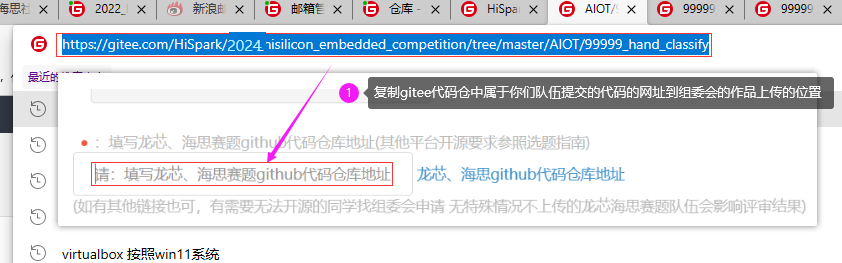 海思社
2022_
新浪邮
邮箱管
仓库 -
HiSpark
AIOT/9
99999
99999
https://gitee.com/HiSpark/2024_hisilicon_embedded_competition/tree/master/AIOT/99999_hand_classify
最近的
1 复制gitee代码仓中属于你们队伍提交的代码的网址到组委会的作品上传的位置
：填写龙芯、海思赛题github代码仓库地址(其他平台开源要求参照选题指南)
请：填写龙芯、海思赛题github代码仓库地址 龙芯、海思github代码仓库地址
(如有其他链接也可，有需要无法开源的同学找组委会申请 无特殊情况不上传的龙芯海思赛题队伍会影响评审结果)
virtualbox 按照win11系统